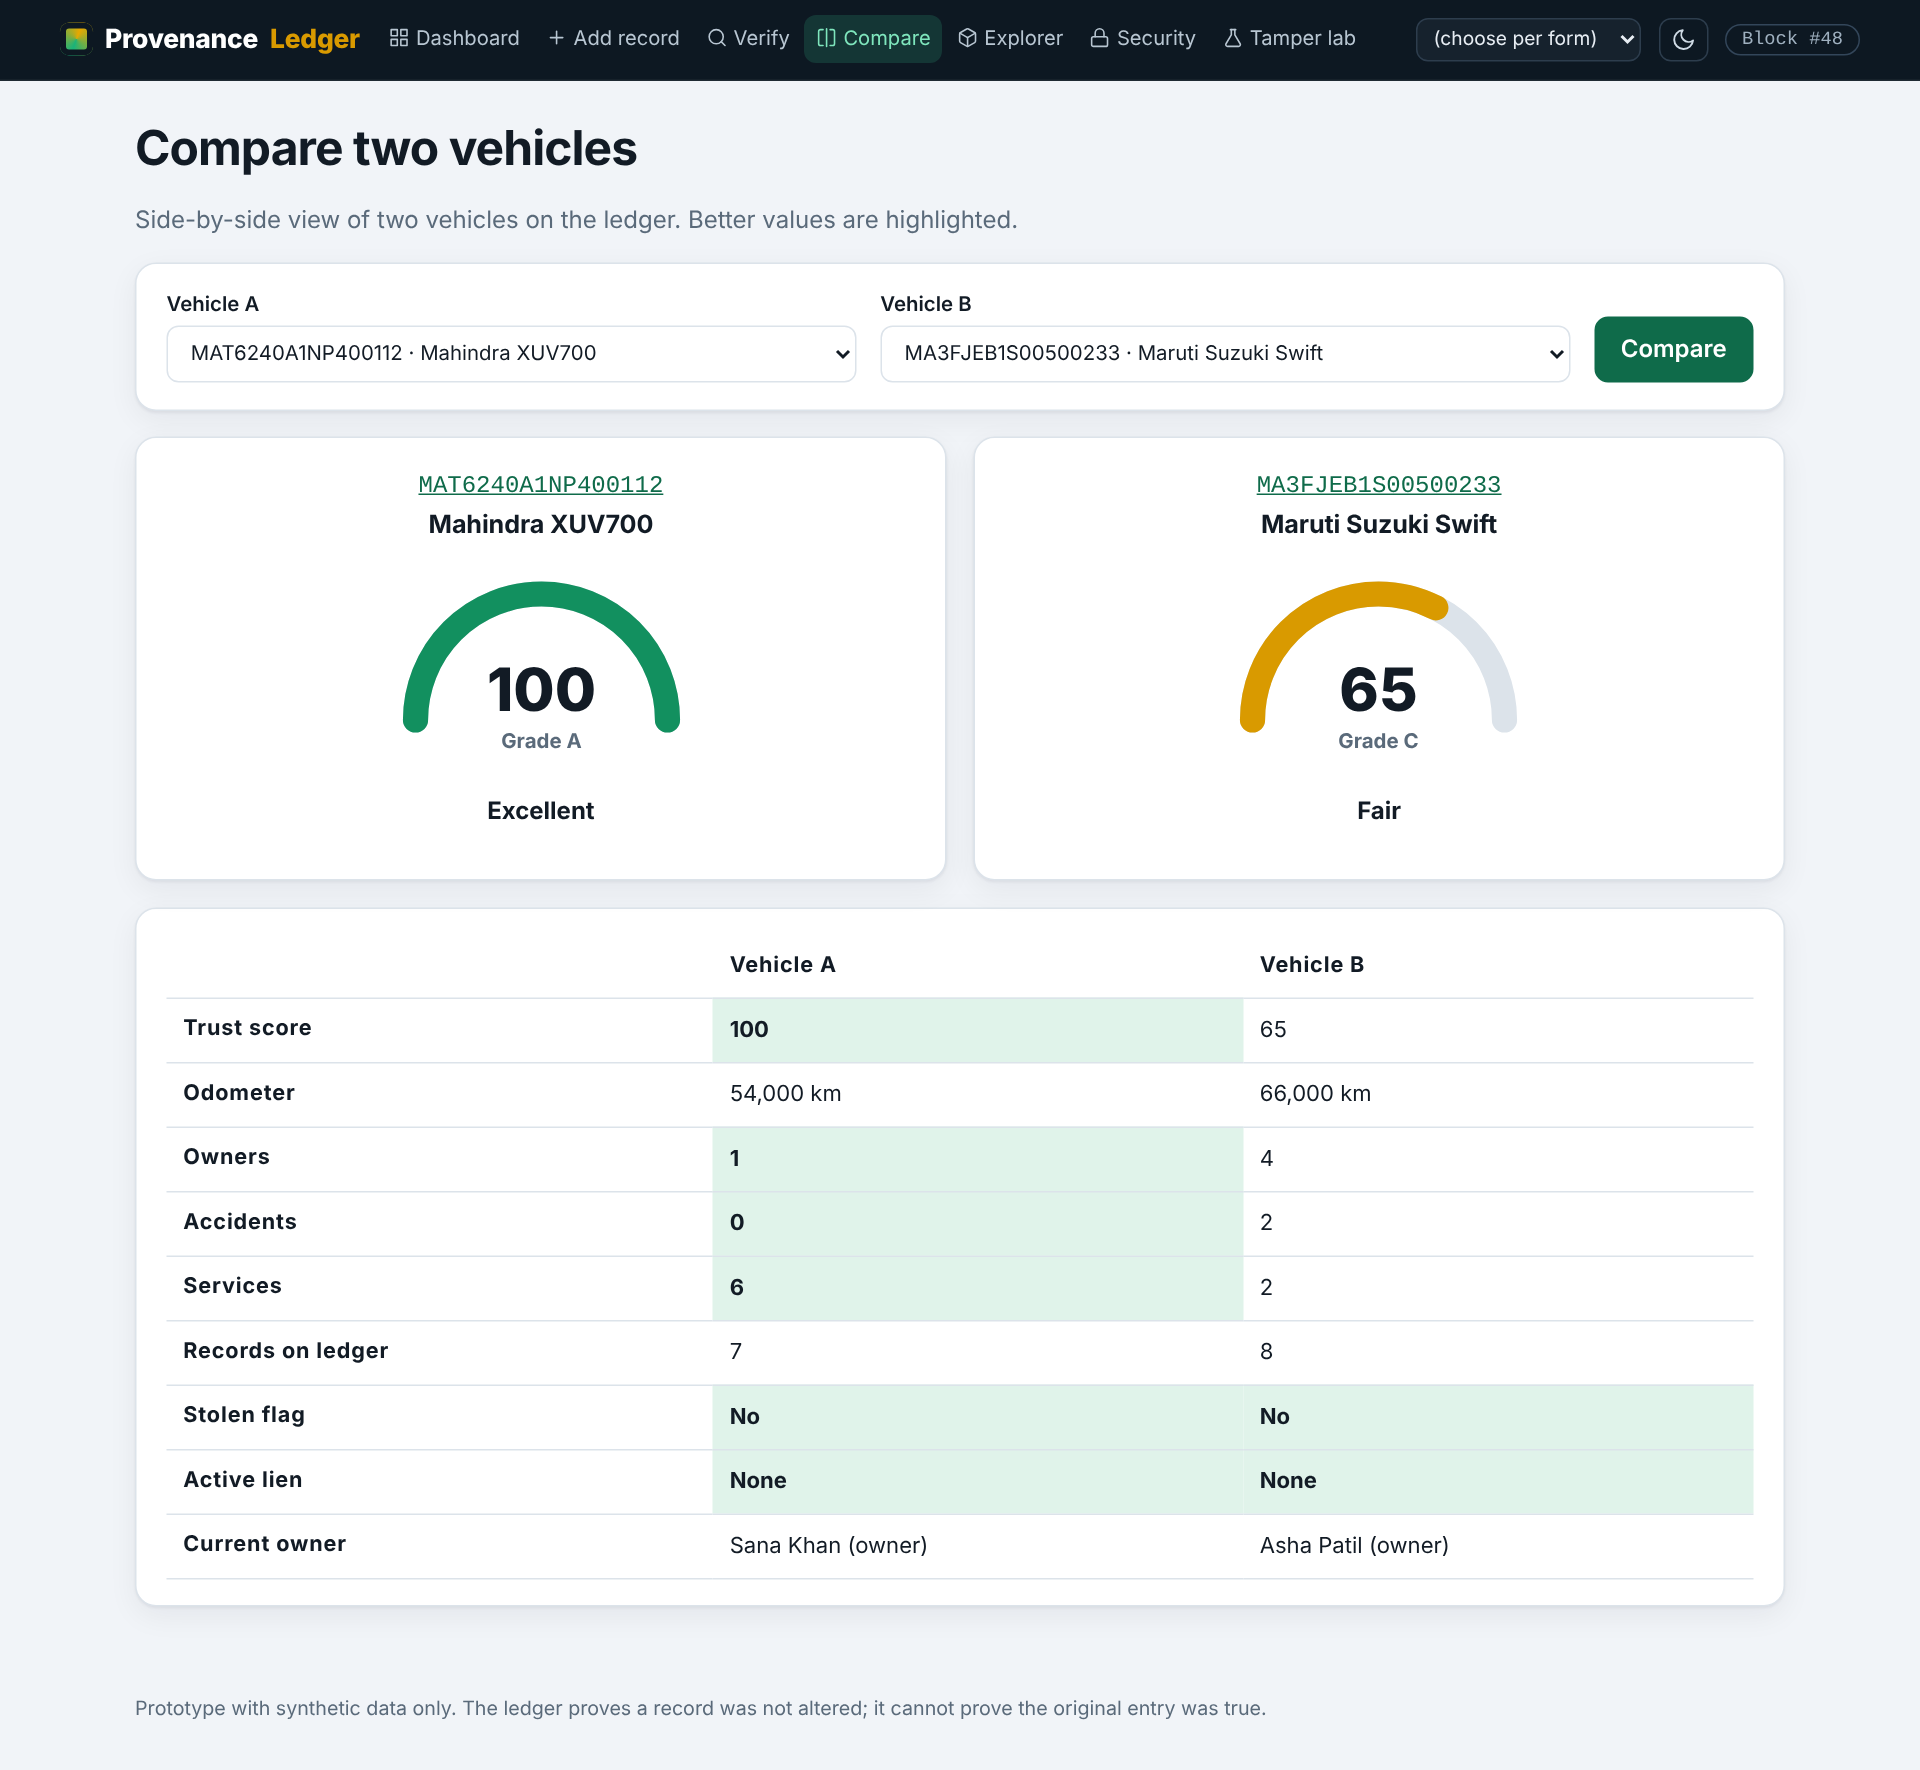 Provenance Ledger Dashboard Add record Verify Compare Explorer Security Tamper lab (choose per form) Block #48
Compare two vehicles
Side-by-side view of two vehicles on the ledger. Better values are highlighted.
Vehicle A Vehicle B
MAT6240A1NP400112 · Mahindra XUV700 MA3FJEB1S00500233 · Maruti Suzuki Swift Compare
MAT6240A1NP400112
Mahindra XUV700
100
Grade A
Excellent
MA3FJEB1S00500233
Maruti Suzuki Swift
65
Grade C
Fair
Vehicle A Vehicle B
Trust score 100 65
Odometer 54,000 km 66,000 km
Owners 1 4
Accidents 0 2
Services 6 2
Records on ledger 7 8
Stolen flag No No
Active lien None None
Current owner Sana Khan (owner) Asha Patil (owner)
Prototype with synthetic data only. The ledger proves a record was not altered; it cannot prove the original entry was true.